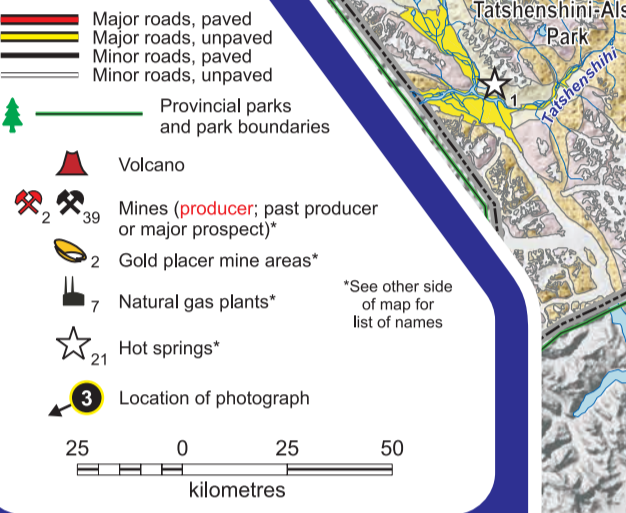 Major roads, paved
Major roads, unpaved
Minor roads, paved
Minor roads, unpaved
Provincial parks
and park boundaries
Volcano
2 39 Mines (producer; past producer
or major prospect)*
2 Gold placer mine areas*
7 Natural gas plants*
21 Hot springs*
3 Location of photograph
*See other side
of map for
list of names
25 0 25 50
kilometres
Tatshenshini-Als
Park
1
Tatshenshihi